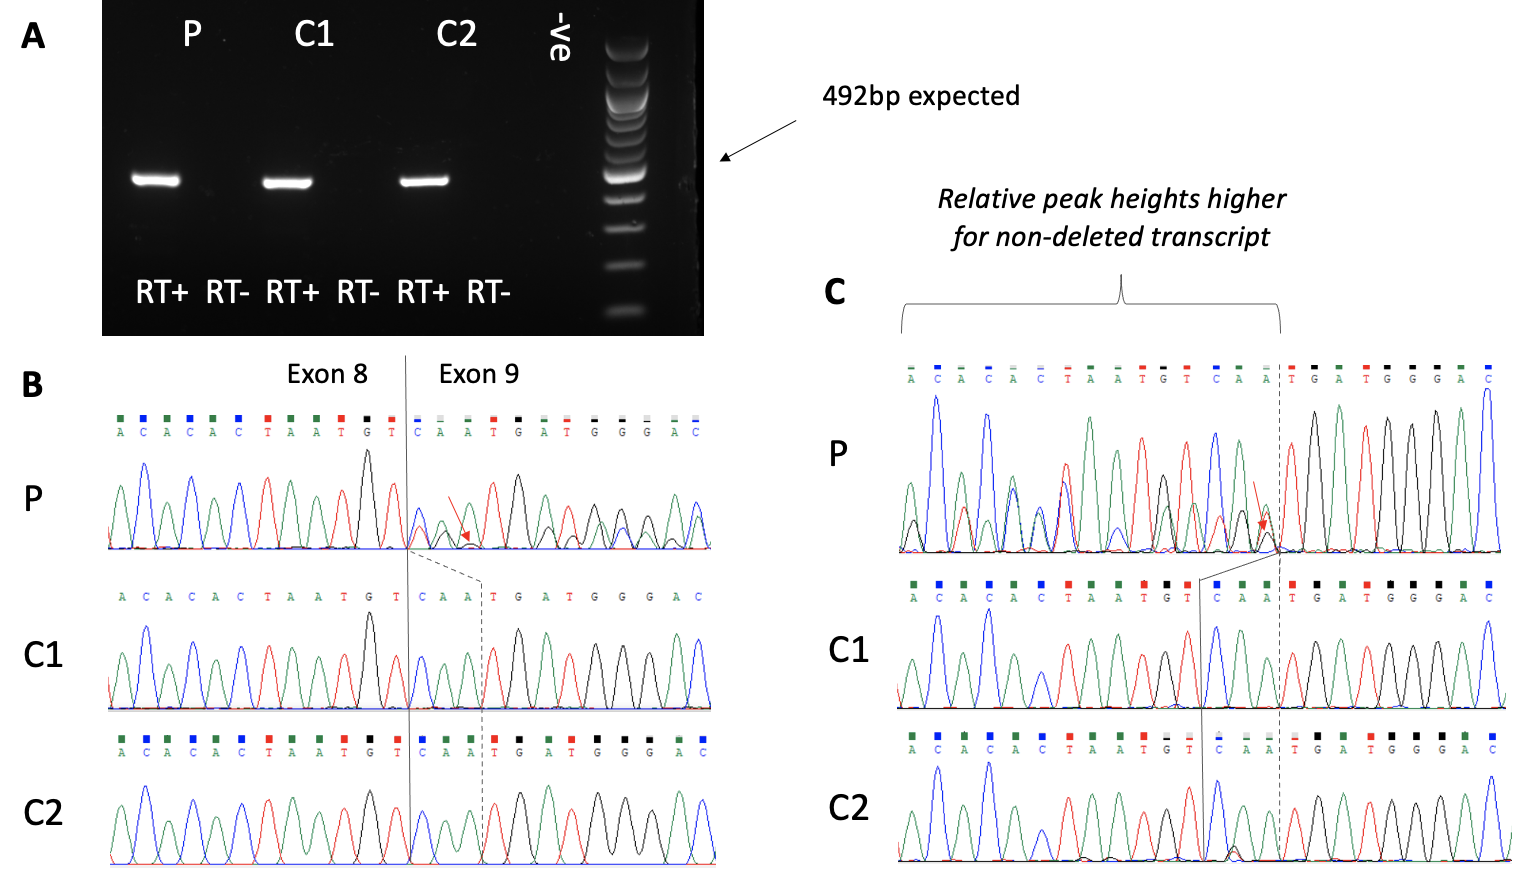 A
P C1 C2 -ve
RT+ RT- RT+ RT- RT+ RT-
492bp expected
Relative peak heights higher
for non-deleted transcript
B
Exon 8 Exon 9
A C A C A C T A A T G T C A A T G A T G G G A C
P
A C A C A C T A A T G T C A A T G A T G G G A C
C1
A C A C A C T A A T G T C A A T G A T G G G A C
C2
C
A C A C A C T A A T G T C A A T G A T G G G A C
P
A C A C A C T A A T G T C A A T G A T G G G A C
C1
A C A C A C T A A T G T C A A T G A T G G G A C
C2